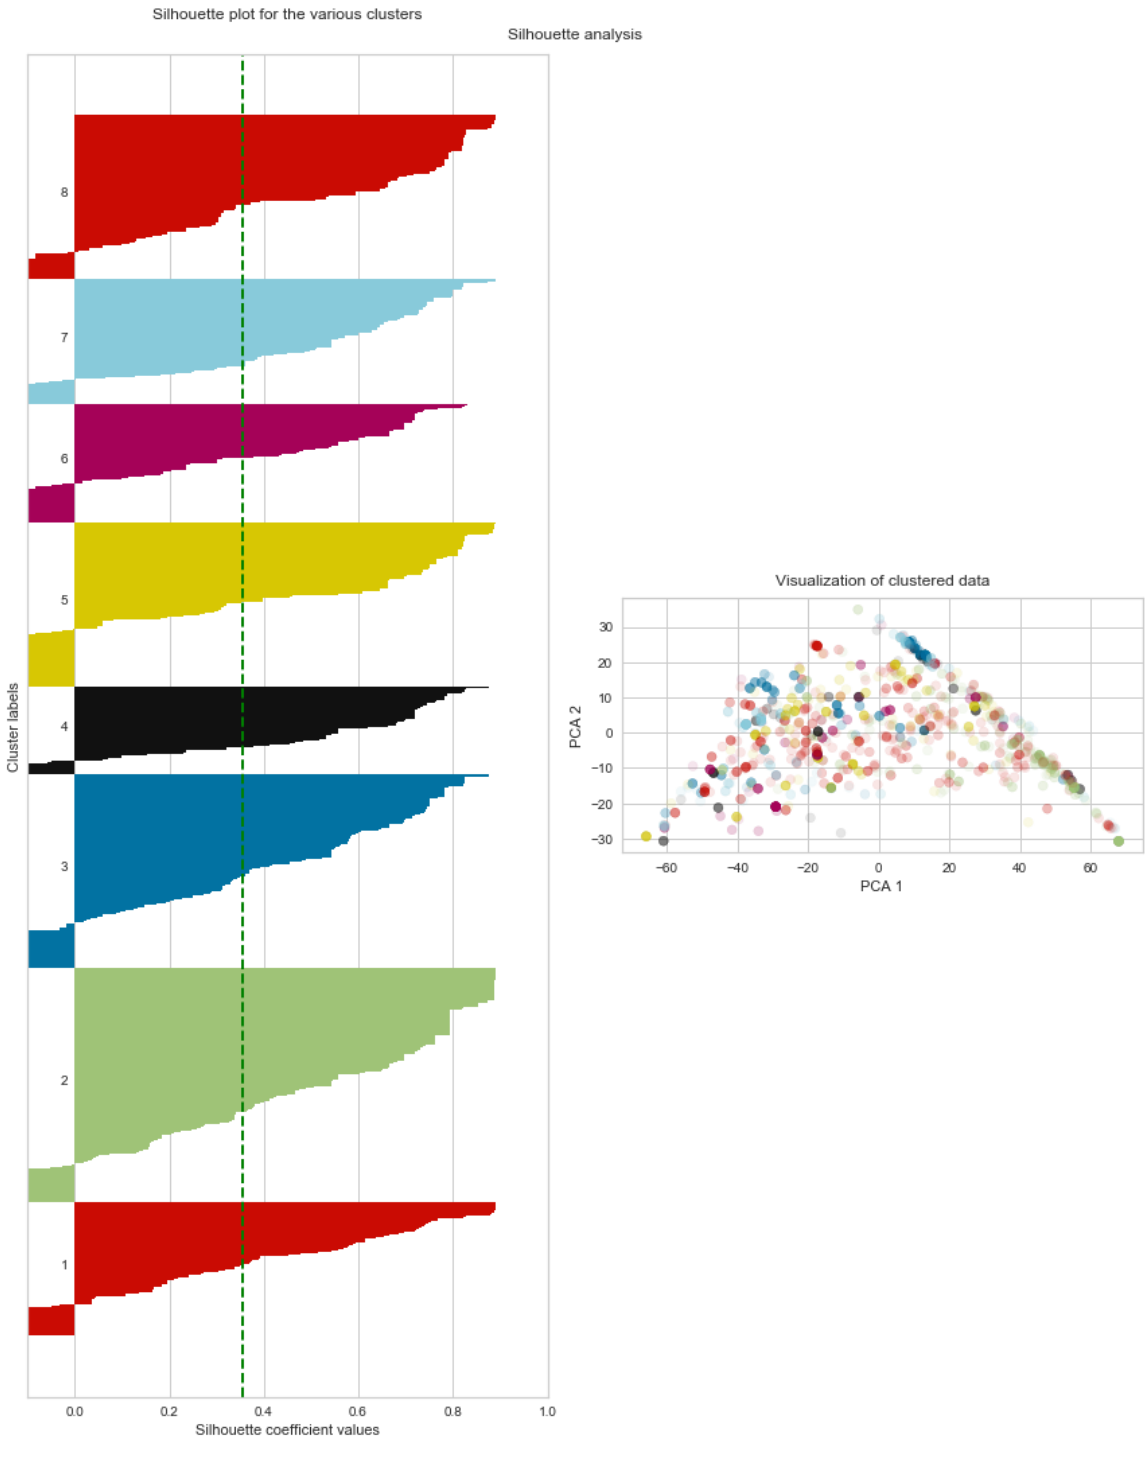 Silhouette plot for the various clusters
Silhouette analysis
8
7
6
5
4
3
2
1
Cluster labels
0.0 0.2 0.4 0.6 0.8 1.0
Silhouette coefficient values
Visualization of clustered data
30
20
10
0
−10
−20
−30
PCA 2
−60 −40 −20 0 20 40 60
PCA 1